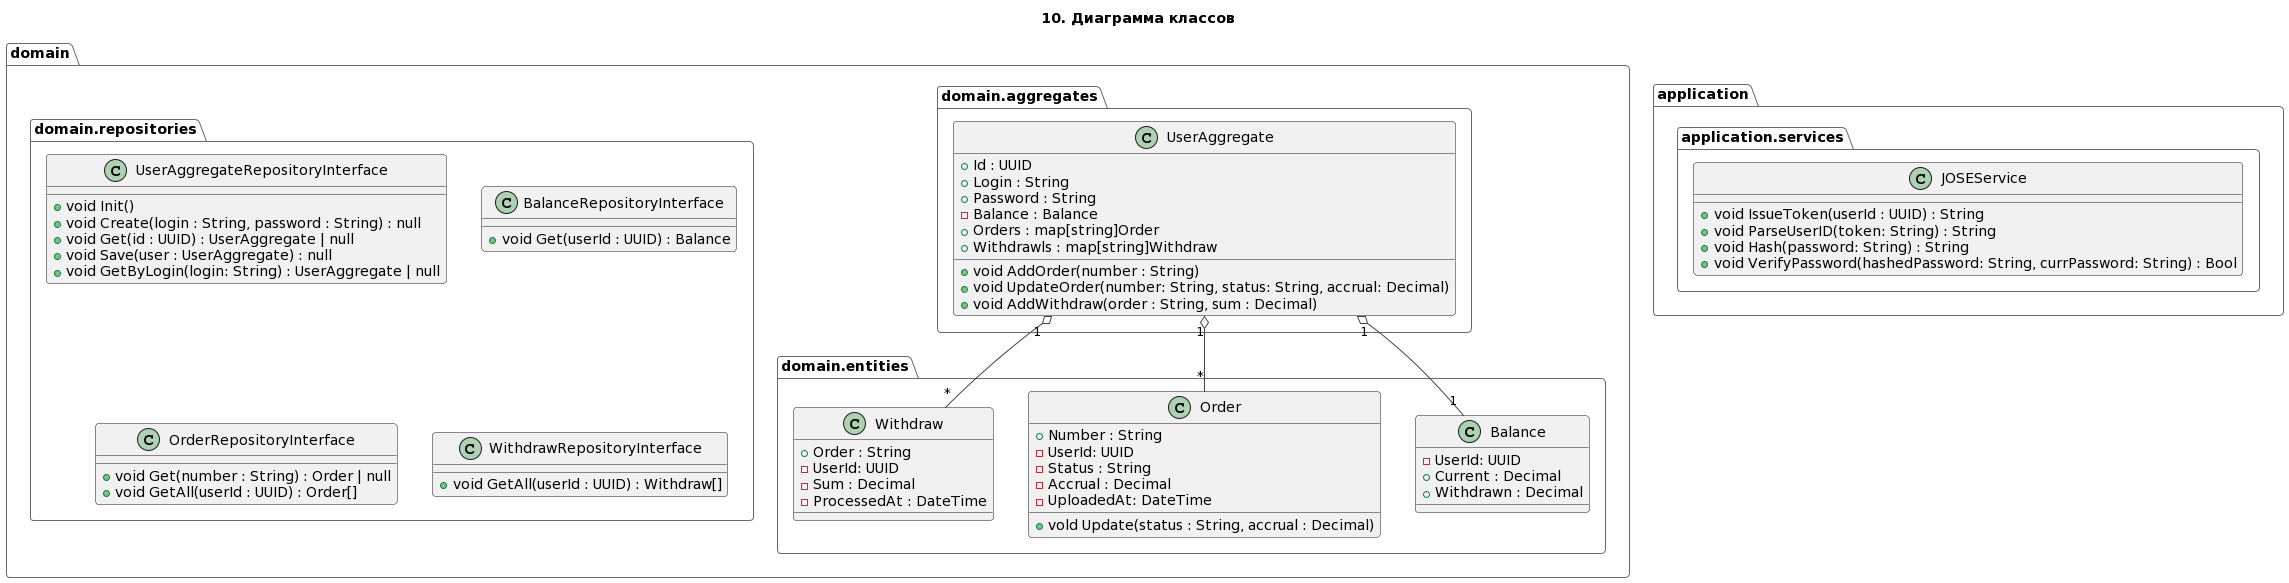 10. Диаграмма классов
domain
domain.repositories
UserAggregateRepositoryInterface
void Init()
void Create(login : String, password : String) : null
void Get(id : UUID) : UserAggregate | null
void Save(user : UserAggregate) : null
void GetByLogin(login: String) : UserAggregate | null
BalanceRepositoryInterface
void Get(userId : UUID) : Balance
OrderRepositoryInterface
void Get(number : String) : Order | null
void GetAll(userId : UUID) : Order[]
WithdrawRepositoryInterface
void GetAll(userId : UUID) : Withdraw[]
domain.aggregates
UserAggregate
Id : UUID
Login : String
Password : String
Balance : Balance
Orders : map[string]Order
Withdrawls : map[string]Withdraw
void AddOrder(number : String)
void UpdateOrder(number: String, status: String, accrual: Decimal)
void AddWithdraw(order : String, sum : Decimal)
1
1
1
*
*
1
domain.entities
Withdraw
Order : String
UserId: UUID
Sum : Decimal
ProcessedAt : DateTime
Order
Number : String
UserId: UUID
Status : String
Accrual : Decimal
UploadedAt: DateTime
void Update(status : String, accrual : Decimal)
Balance
UserId: UUID
Current : Decimal
Withdrawn : Decimal
application
application.services
JOSEService
void IssueToken(userId : UUID) : String
void ParseUserID(token: String) : String
void Hash(password: String) : String
void VerifyPassword(hashedPassword: String, currPassword: String) : Bool